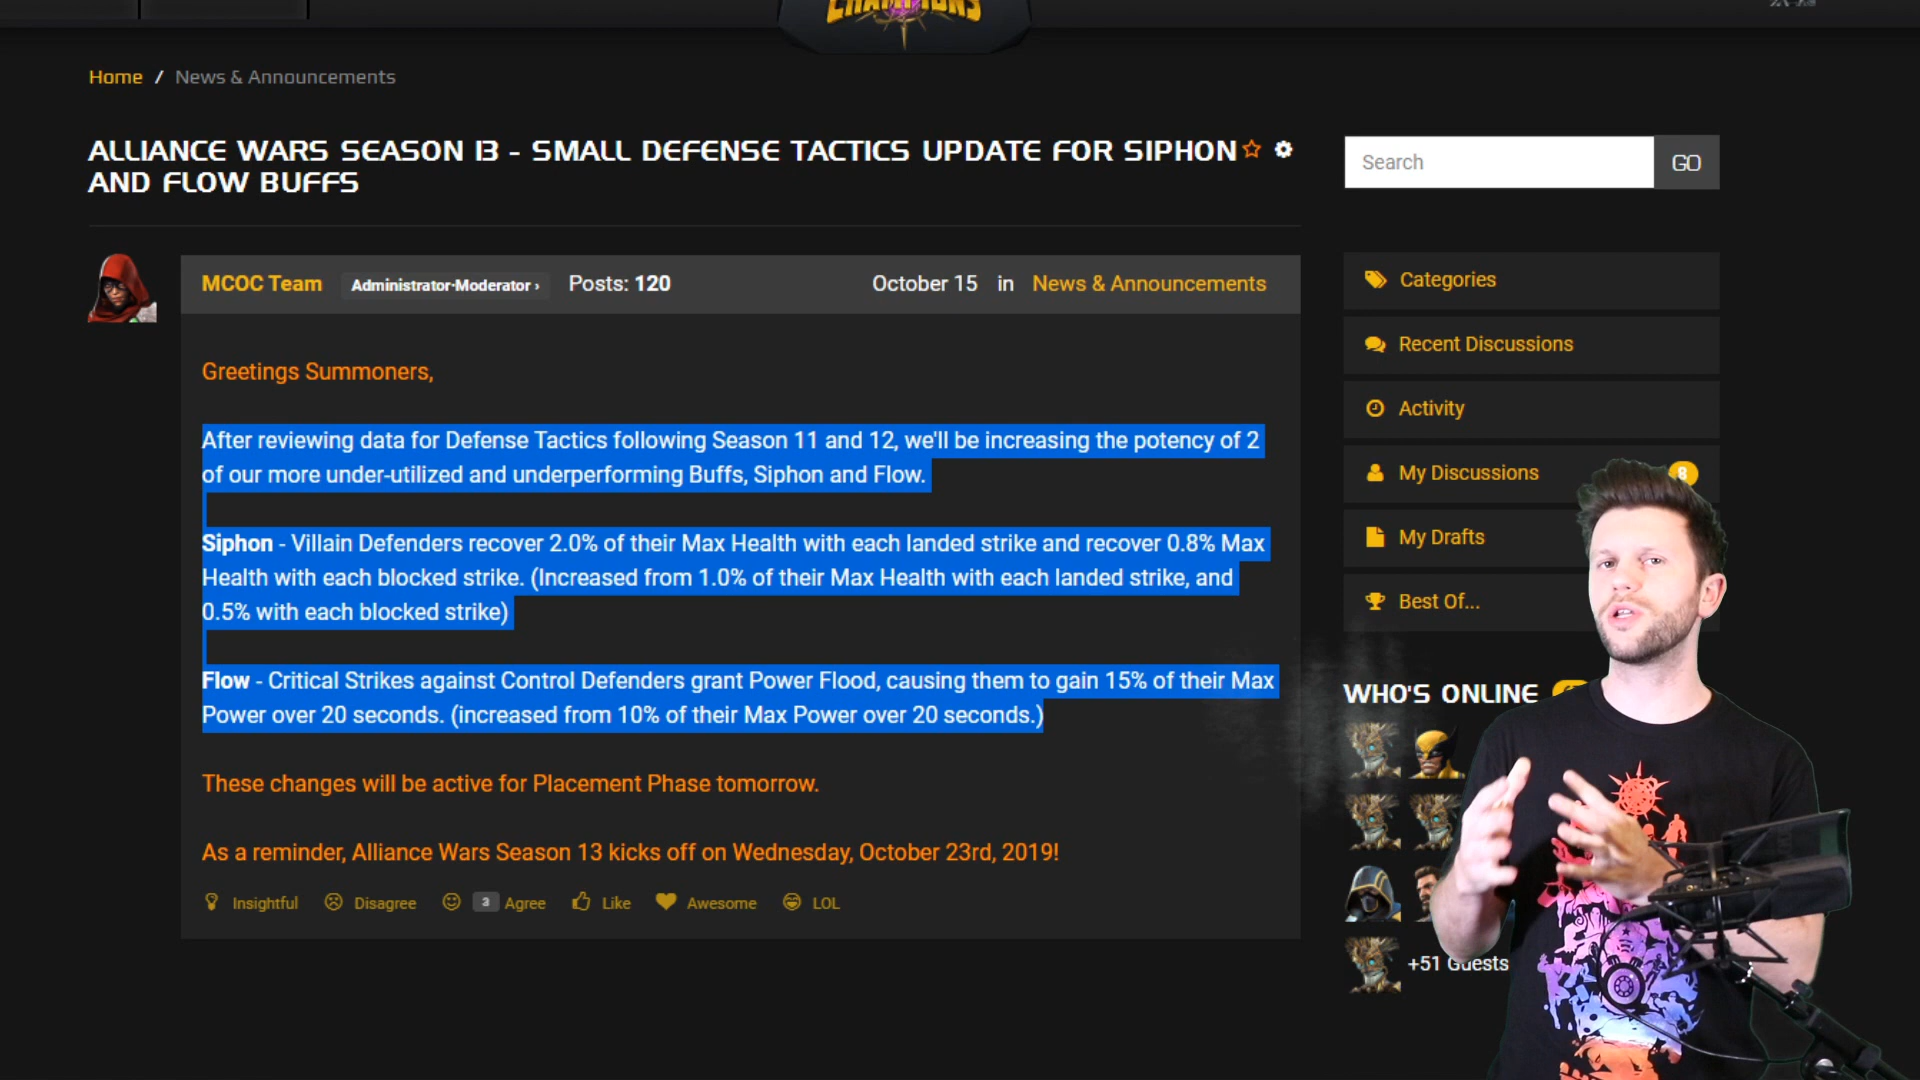 CHAMPIONS
Home / News & Announcements
ALLIANCE WARS SEASON 13 - SMALL DEFENSE TACTICS UPDATE FOR SIPHON
AND FLOW BUFFS
Search GO
MCOC Team Administrator·Moderator › Posts: 120 October 15 in News & Announcements
Categories
Greetings Summoners,
Recent Discussions
Activity
After reviewing data for Defense Tactics following Season 11 and 12, we'll be increasing the potency of 2
of our more under-utilized and underperforming Buffs, Siphon and Flow.
My Discussions 8
Siphon - Villain Defenders recover 2.0% of their Max Health with each landed strike and recover 0.8% Max
Health with each blocked strike. (Increased from 1.0% of their Max Health with each landed strike, and
0.5% with each blocked strike)
My Drafts
Best Of...
Flow - Critical Strikes against Control Defenders grant Power Flood, causing them to gain 15% of their Max
Power over 20 seconds. (increased from 10% of their Max Power over 20 seconds.)
WHO'S ONLINE
These changes will be active for Placement Phase tomorrow.
As a reminder, Alliance Wars Season 13 kicks off on Wednesday, October 23rd, 2019!
Insightful Disagree 3 Agree Like Awesome LOL
+51 Guests